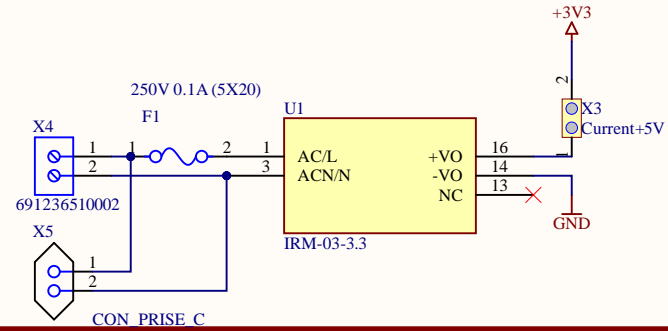 +3V3
2
X3
Current+5V
1
250V 0.1A (5X20)
F1
U1
X4
1
1
2
1
AC/L
+VO
16
2
3
ACN/N
-VO
14
NC
13
691236510002
GND
X5
IRM-03-3.3
1
2
CON_PRISE_C